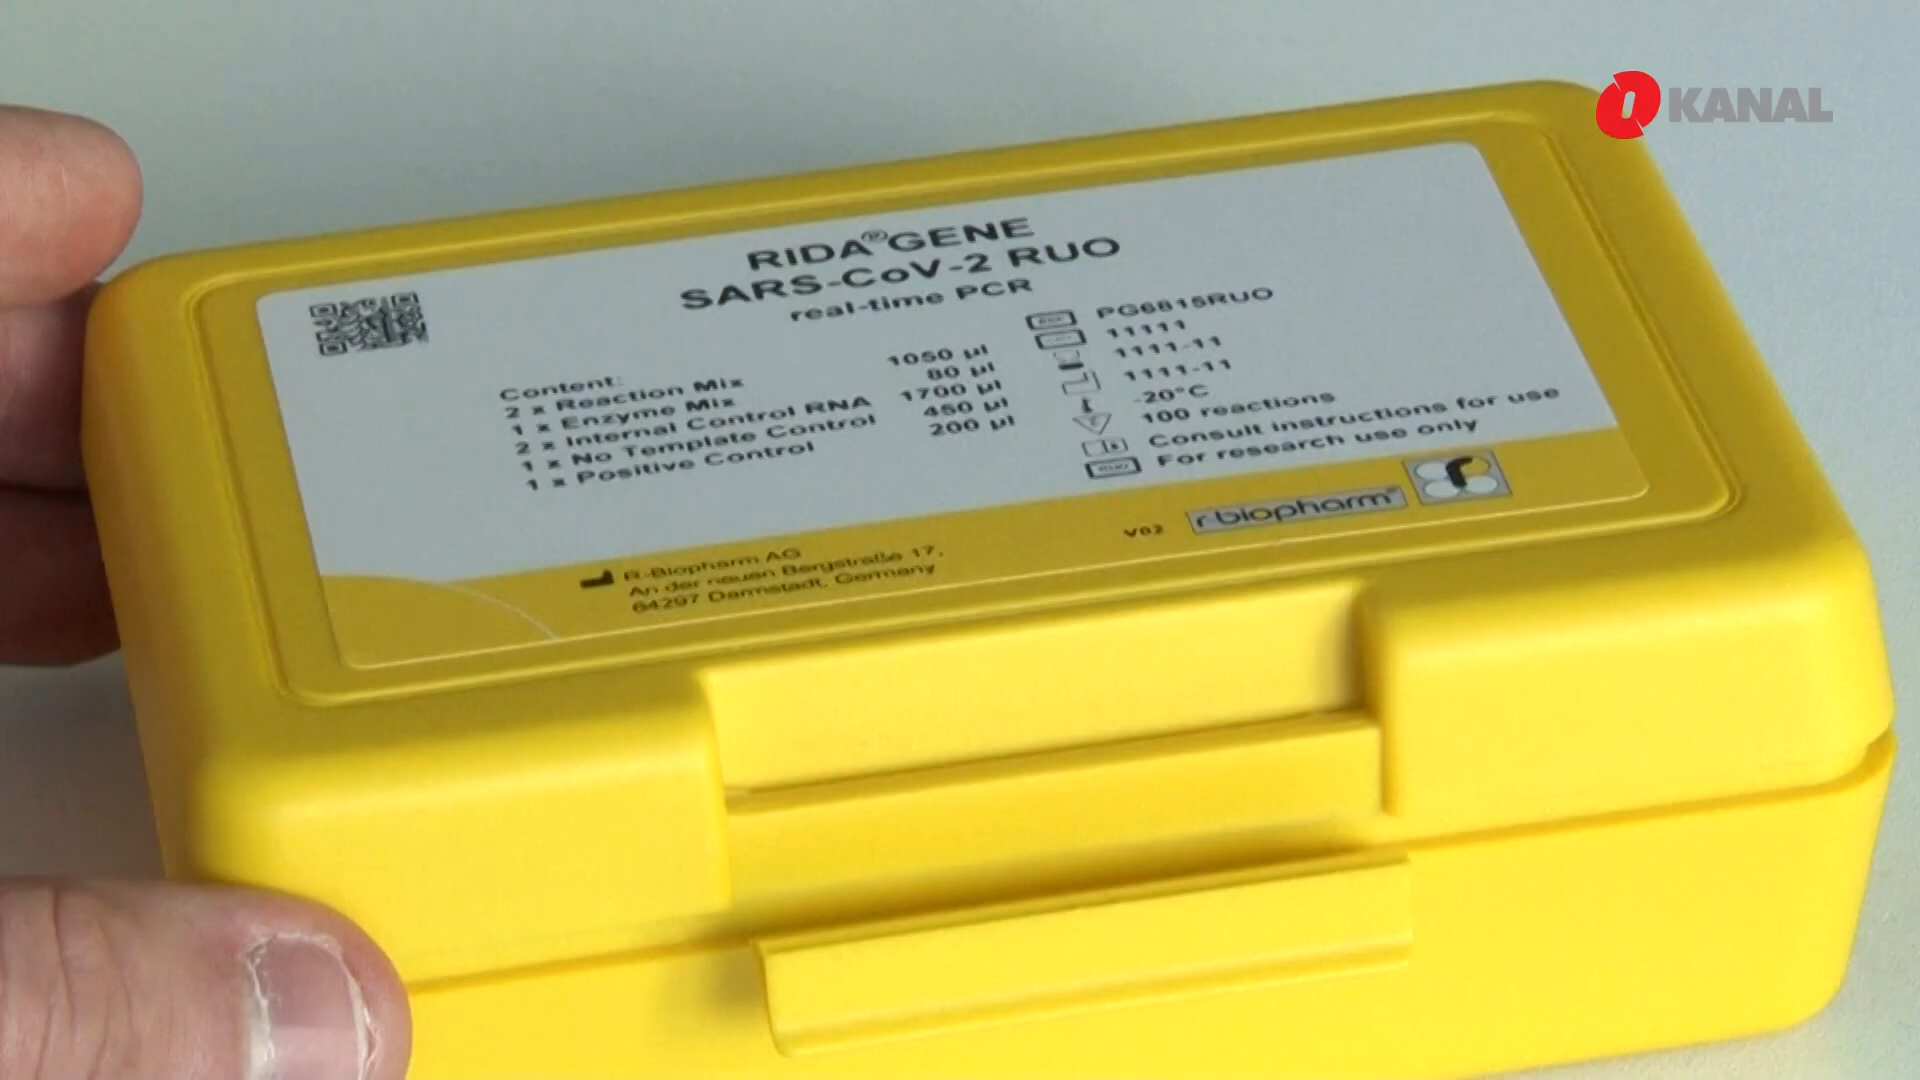 KANAL
RIDA®GENE
SARS-CoV-2 RUO
real-time PCR
Content:
2 x Reaction Mix 1050 µl
1 x Enzyme Mix 80 µl
2 x Internal Control RNA 1700 µl
1 x No Template Control 450 µl
1 x Positive Control 200 µl
PG6815RUO
11111
1111-11
1111-11
-20°C
100 reactions
Consult instructions for use
RUO For research use only
R-Biopharm AG
An der neuen Bergstraße 17,
64297 Darmstadt, Germany
V02
r-biopharm®